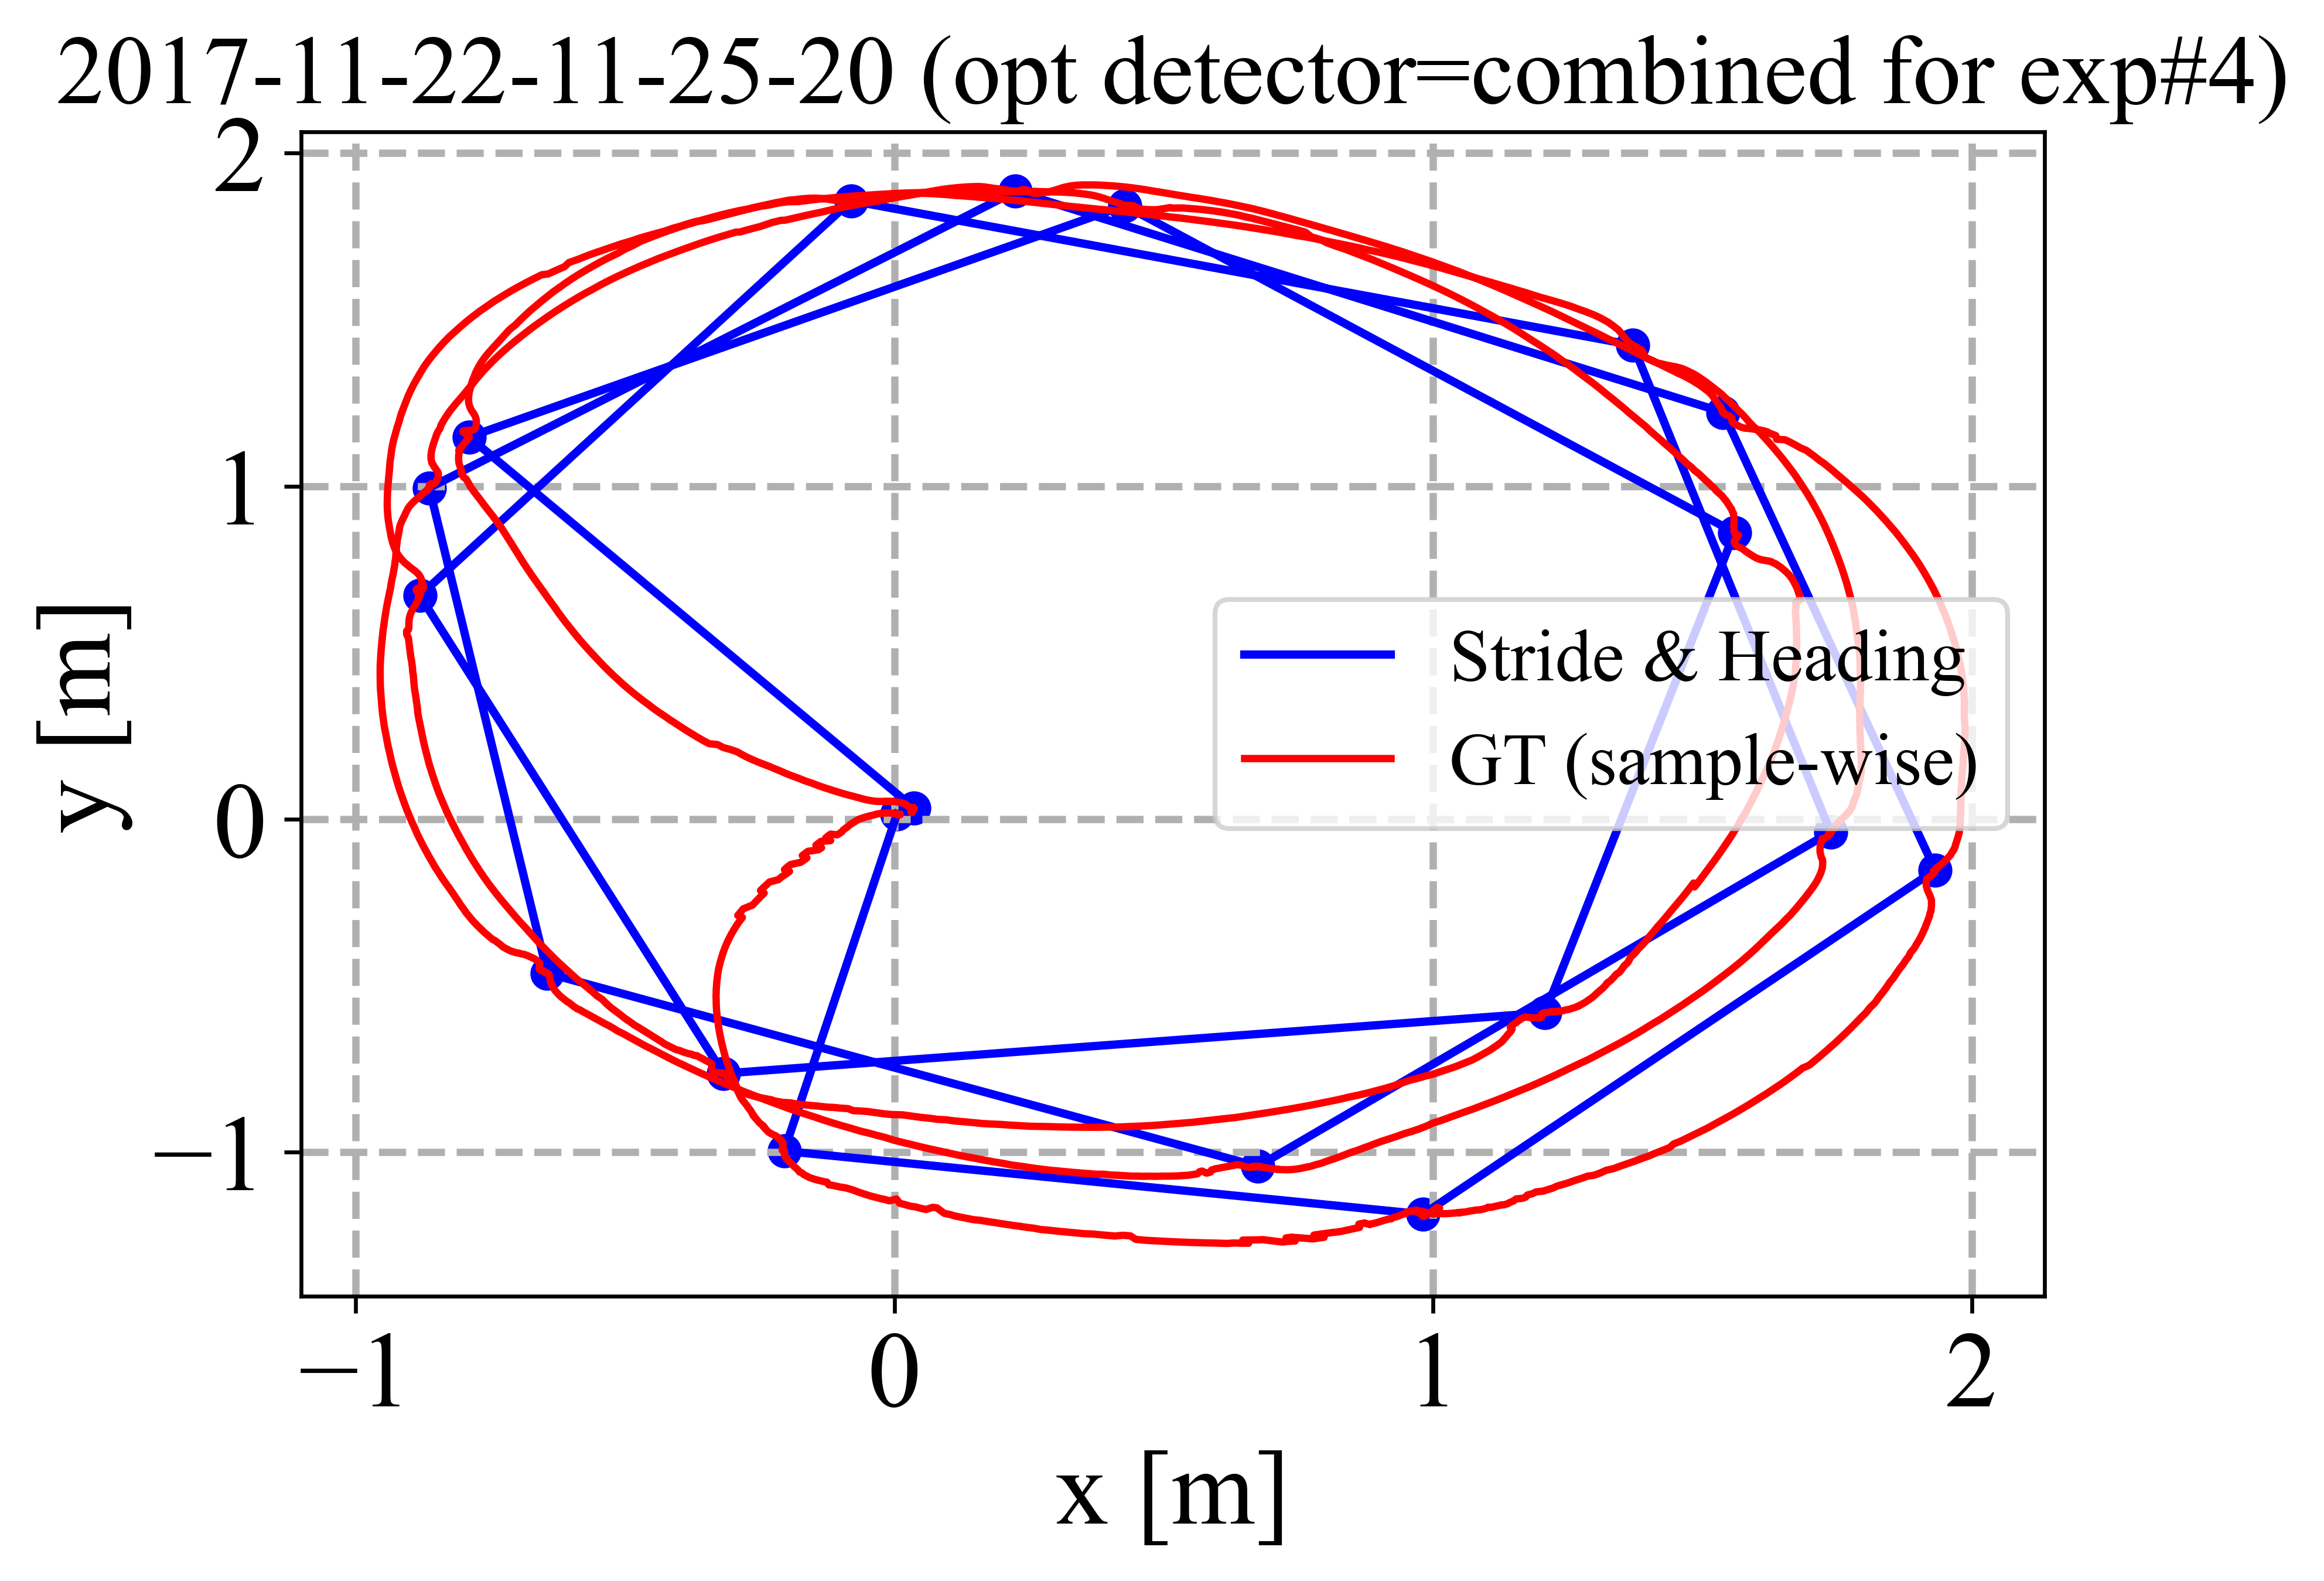 2017-11-22-11-25-20 (opt detector=combined for exp#4)
2
1
0
−1
y [m]
Stride & Heading
GT (sample-wise)
−1 0 1 2
x [m]